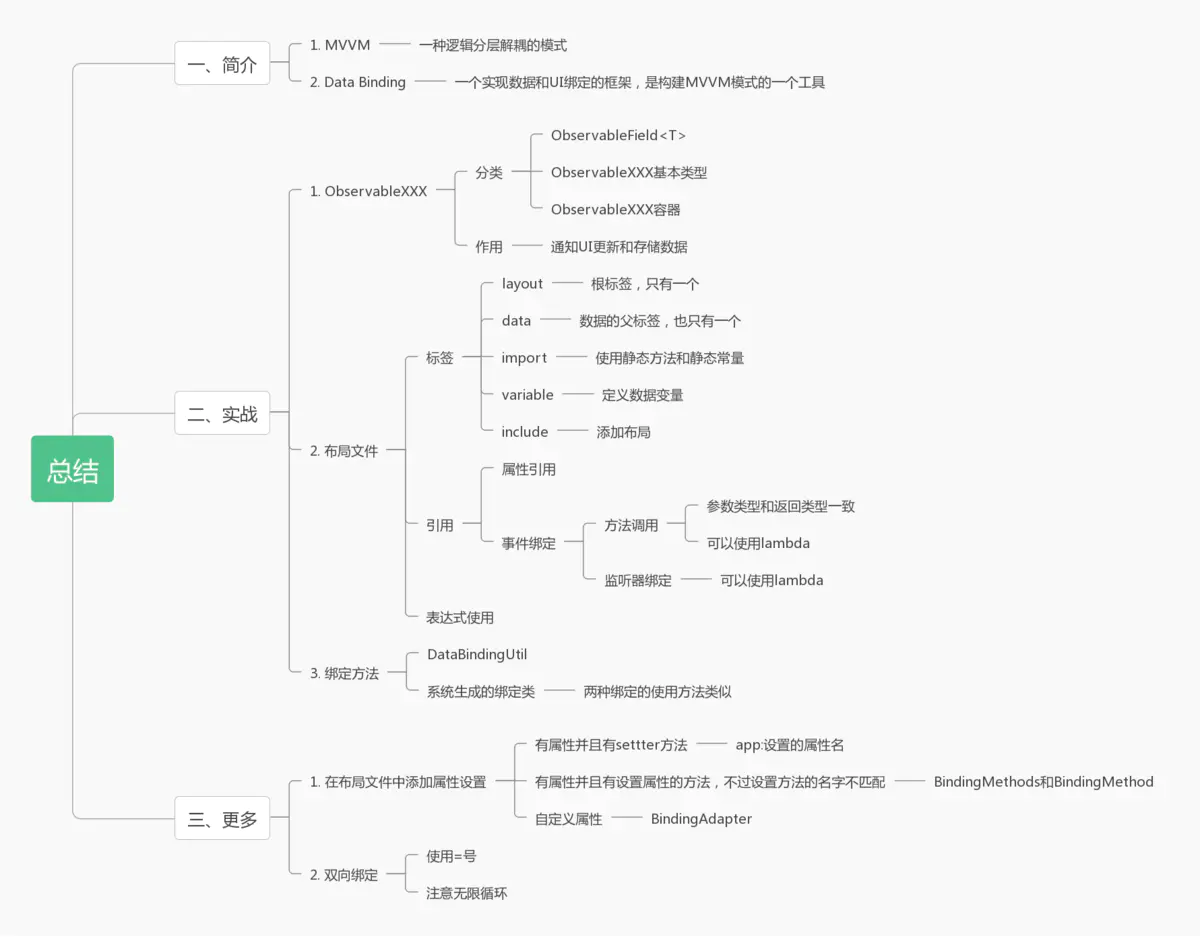 总结
一、简介
1. MVVM
一种逻辑分层解耦的模式
2. Data Binding
一个实现数据和UI绑定的框架，是构建MVVM模式的一个工具
二、实战
1. ObservableXXX
分类
ObservableField<T>
ObservableXXX基本类型
ObservableXXX容器
作用
通知UI更新和存储数据
2. 布局文件
标签
layout
根标签，只有一个
data
数据的父标签，也只有一个
import
使用静态方法和静态常量
variable
定义数据变量
include
添加布局
引用
属性引用
事件绑定
方法调用
参数类型和返回类型一致
可以使用lambda
监听器绑定
可以使用lambda
表达式使用
3. 绑定方法
DataBindingUtil
系统生成的绑定类
两种绑定的使用方法类似
三、更多
1. 在布局文件中添加属性设置
有属性并且有settter方法
app:设置的属性名
有属性并且有设置属性的方法，不过设置方法的名字不匹配
BindingMethods和BindingMethod
自定义属性
BindingAdapter
2. 双向绑定
使用=号
注意无限循环